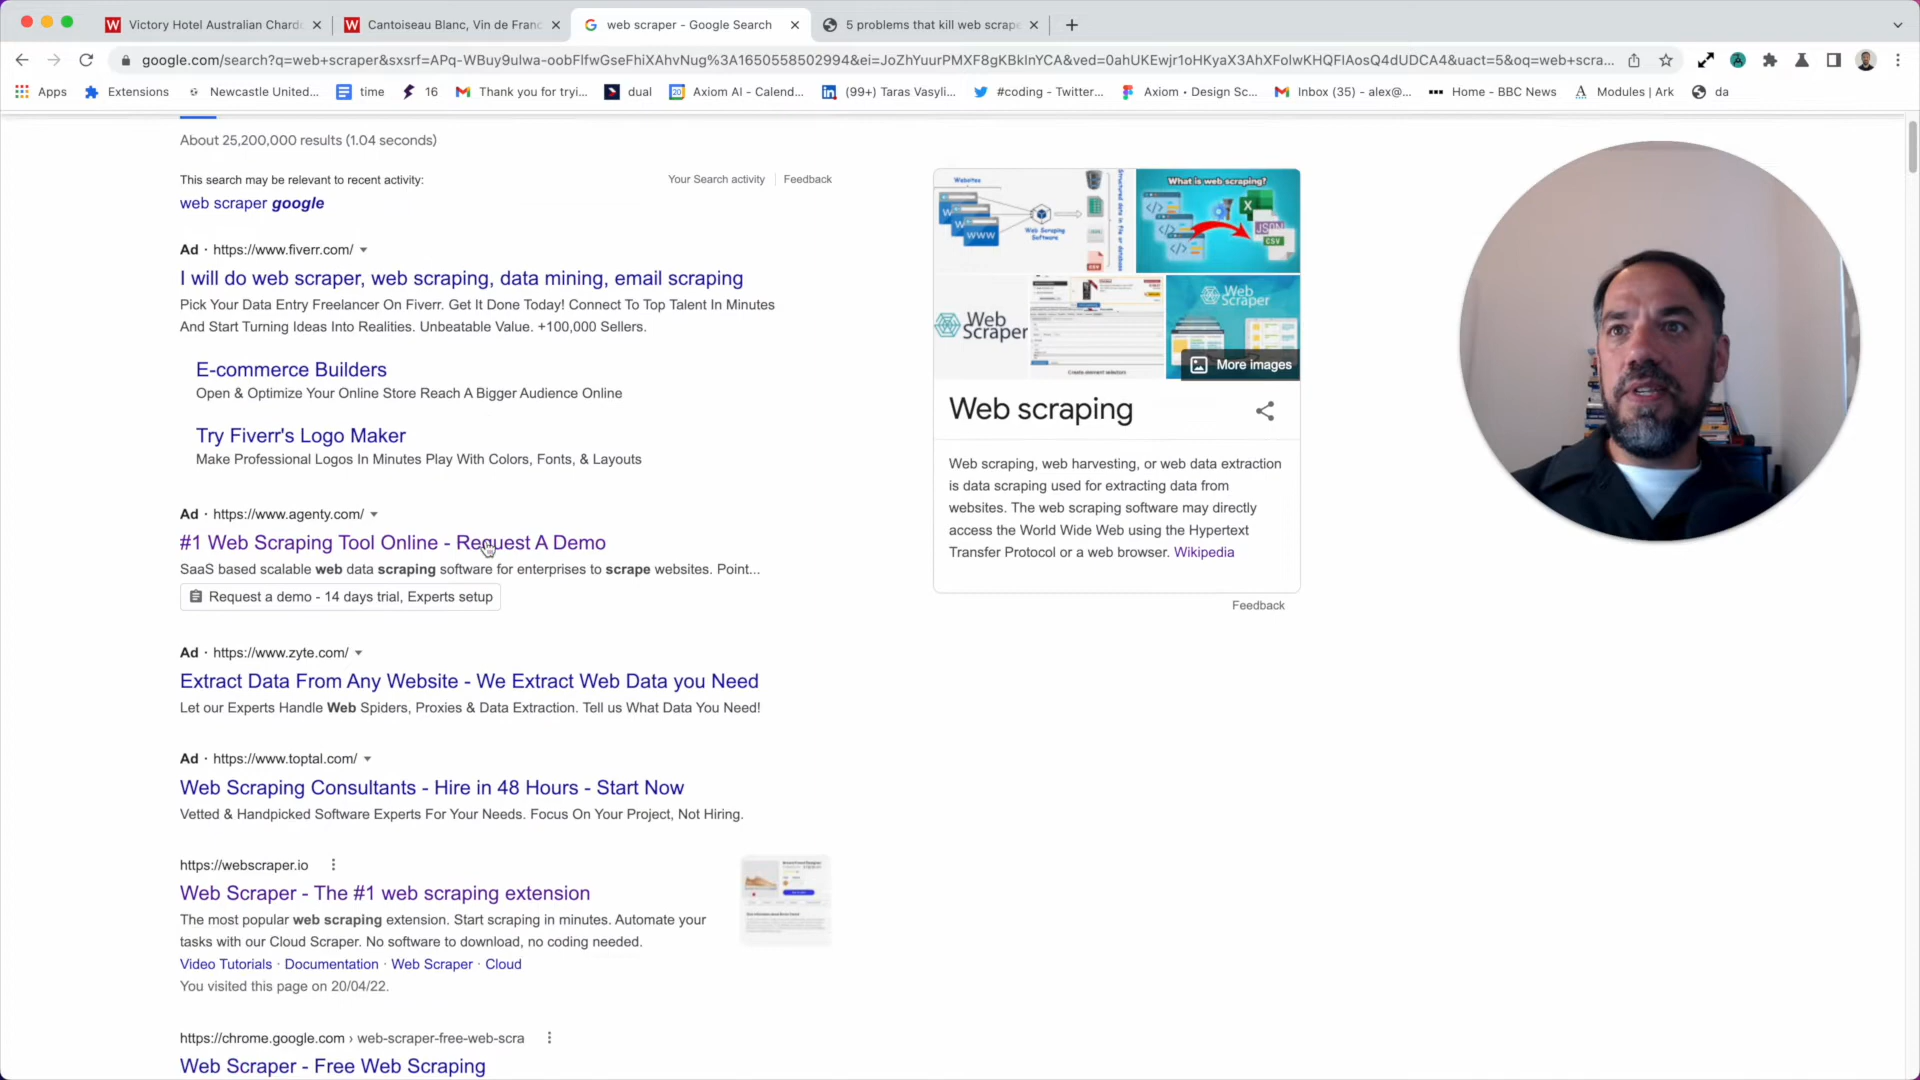 Victory Hotel Australian Chard
Cantoiseau Blanc, Vin de Franc
web scraper - Google Search
5 problems that kill web scrape
google.com/search?q=web+scraper&sxsrf=APq-WBuy9ulwa-oobFlfwGseFhiXAhvNug%3A1650558502994&ei=JoZhYuurPMXF8gKBkInYCA&ved=0ahUKEwjr1oHKyaX3AhXFolwKHQFIAosQ4dUDCA4&uact=5&oq=web+scra...
Apps
Extensions
Newcastle United...
time
16
Thank you for tryi...
dual
Axiom AI - Calend...
(99+) Taras Vasyli...
#coding - Twitter...
Axiom • Design Sc...
Inbox (35) - alex@...
Home - BBC News
Modules | Ark
da
About 25,200,000 results (1.04 seconds)
This search may be relevant to recent activity:
Your Search activity
Feedback
web scraper google
Ad · https://www.fiverr.com/
I will do web scraper, web scraping, data mining, email scraping
Pick Your Data Entry Freelancer On Fiverr. Get It Done Today! Connect To Top Talent In Minutes
And Start Turning Ideas Into Realities. Unbeatable Value. +100,000 Sellers.
E-commerce Builders
Open & Optimize Your Online Store Reach A Bigger Audience Online
Try Fiverr's Logo Maker
Make Professional Logos In Minutes Play With Colors, Fonts, & Layouts
Ad · https://www.agenty.com/
#1 Web Scraping Tool Online - Request A Demo
SaaS based scalable web data scraping software for enterprises to scrape websites. Point...
Request a demo - 14 days trial, Experts setup
Ad · https://www.zyte.com/
Extract Data From Any Website - We Extract Web Data you Need
Let our Experts Handle Web Spiders, Proxies & Data Extraction. Tell us What Data You Need!
Ad · https://www.toptal.com/
Web Scraping Consultants - Hire in 48 Hours - Start Now
Vetted & Handpicked Software Experts For Your Needs. Focus On Your Project, Not Hiring.
https://webscraper.io
Web Scraper - The #1 web scraping extension
The most popular web scraping extension. Start scraping in minutes. Automate your
tasks with our Cloud Scraper. No software to download, no coding needed.
Video Tutorials · Documentation · Web Scraper · Cloud
You visited this page on 20/04/22.
https://chrome.google.com › web-scraper-free-web-scra
Web Scraper - Free Web Scraping
Websites
WWW
Web Scraping
Software
Structured data in file or database
What is web scraping?
JSON
CSV
Web
Scraper
Create element selectors
Web
Scraper
More images
Web scraping
Web scraping, web harvesting, or web data extraction
is data scraping used for extracting data from
websites. The web scraping software may directly
access the World Wide Web using the Hypertext
Transfer Protocol or a web browser. Wikipedia
Feedback